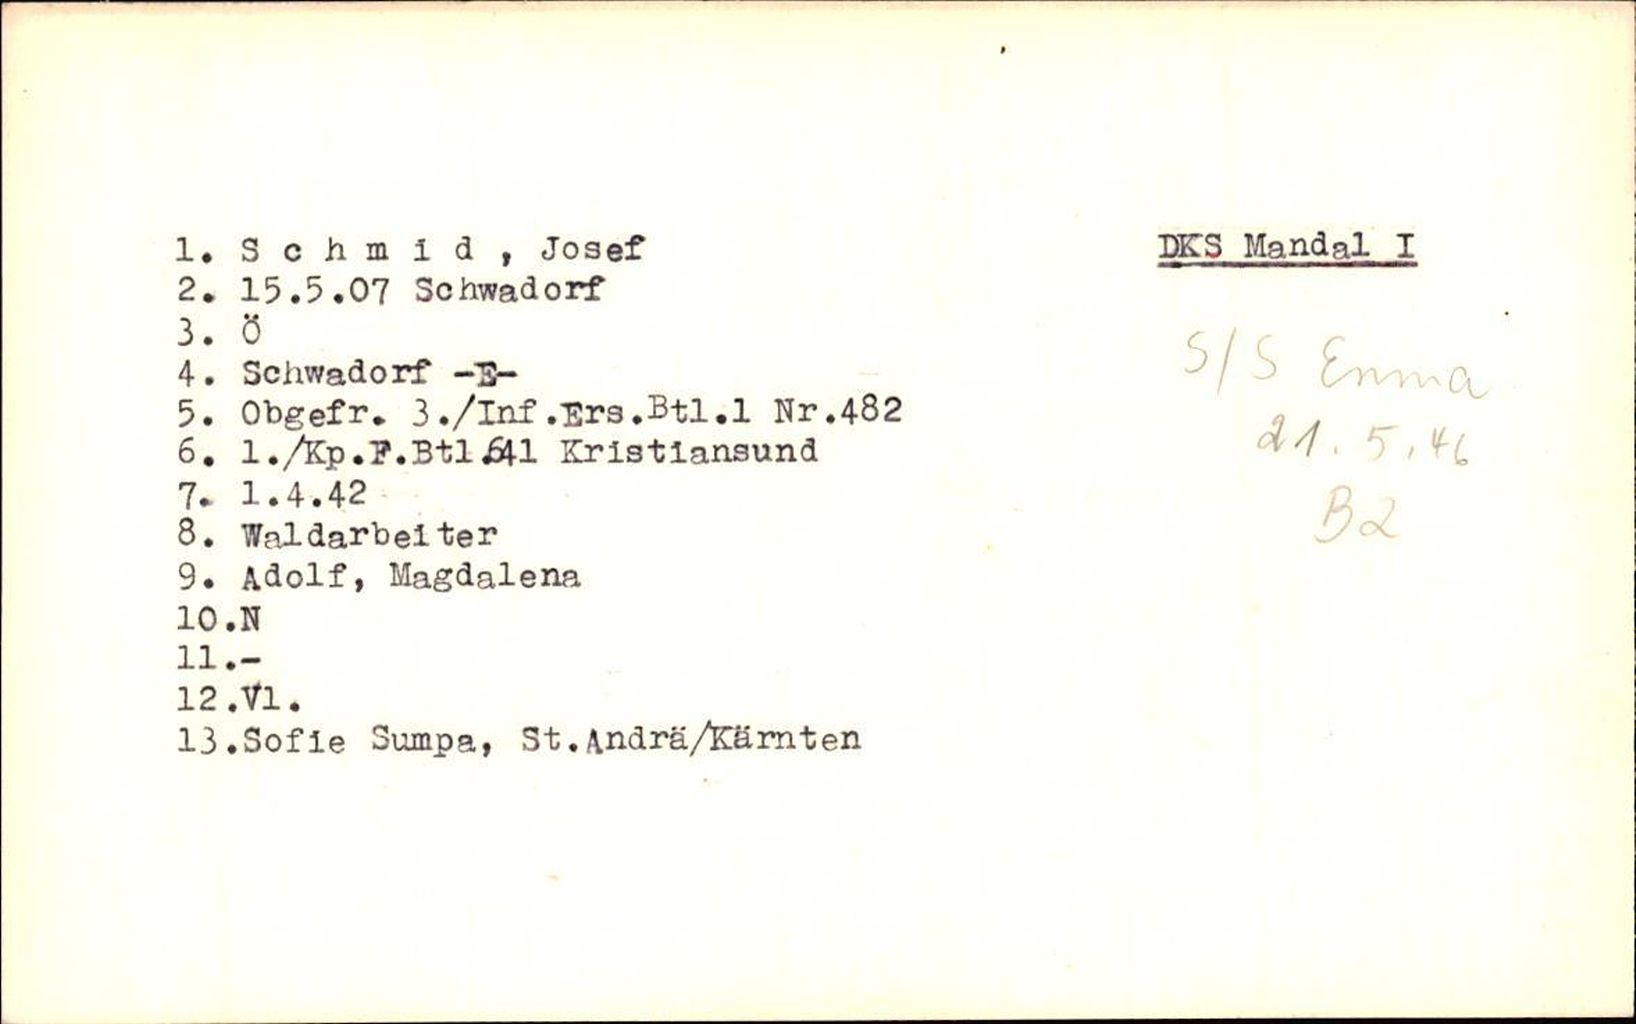 1. S c h m i d , Josef
DKS Mandal I
2. 15.5.07 Schwadorf
3. Ö
S/S Emma
4. Schwadorf -E-
5. Obgefr. 3./Inf.Ers.Btl.1 Nr.482
21.5.46
6. 1./Kp.F.Btl.641 Kristiansund
7. 1.4.42
B2
8. Waldarbeiter
9. Adolf, Magdalena
10.N
11.-
12.Vl.
13.Sofie Sumpa, St.Andrä/Kärnten